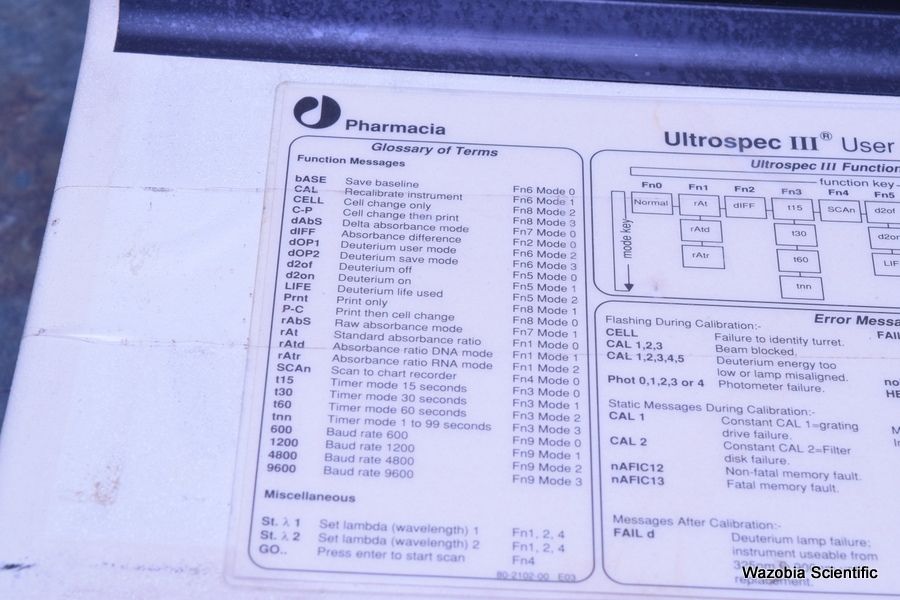 Pharmacia
Glossary of Terms
Function Messages
bASE Save baseline Fn6 Mode 0
CAL Recalibrate instrument Fn6 Mode 1
CELL Cell change only Fn8 Mode 2
C-P Cell change then print Fn8 Mode 3
dAbS Delta absorbance mode Fn7 Mode 0
dIFF Absorbance difference Fn2 Mode 0
dOP1 Deuterium user mode Fn6 Mode 2
dOP2 Deuterium save mode Fn6 Mode 3
d2of Deuterium off Fn5 Mode 0
d2on Deuterium on Fn5 Mode 1
LIFE Deuterium life used Fn5 Mode 2
Prnt Print only Fn8 Mode 1
P-C Print then cell change Fn8 Mode 0
rAbS Raw absorbance mode Fn7 Mode 1
rAt Standard absorbance ratio Fn1 Mode 0
rAtd Absorbance ratio DNA mode Fn1 Mode 1
rAtr Absorbance ratio RNA mode Fn1 Mode 2
SCAn Scan to chart recorder Fn4 Mode 0
t15 Timer mode 15 seconds Fn3 Mode 0
t30 Timer mode 30 seconds Fn3 Mode 1
t60 Timer mode 60 seconds Fn3 Mode 2
tnn Timer mode 1 to 99 seconds Fn3 Mode 3
600 Baud rate 600 Fn9 Mode 0
1200 Baud rate 1200 Fn9 Mode 1
4800 Baud rate 4800 Fn9 Mode 2
9600 Baud rate 9600 Fn9 Mode 3
Miscellaneous
St. λ 1 Set lambda (wavelength) 1 Fn1, 2, 4
St. λ 2 Set lambda (wavelength) 2 Fn1, 2, 4
GO.. Press enter to start scan Fn4
80-2102-00 E03
Ultrospec III® User
Ultrospec III Function
function key
Fn0 Fn1 Fn2 Fn3 Fn4 Fn5
mode key
Normal rAt dIFF t15 SCAn d2of
rAtd t30 d2on
rAtr t60 LIF
tnn
Error Messa
Flashing During Calibration:-
CELL Failure to identify turret. FAI
CAL 1,2,3 Beam blocked.
CAL 1,2,3,4,5 Deuterium energy too
low or lamp misaligned. no
Phot 0,1,2,3 or 4 Photometer failure. HE
Static Messages During Calibration:-
CAL 1 Constant CAL 1=grating
drive failure.
CAL 2 Constant CAL 2=Filter
disk failure.
nAFIC12 Non-fatal memory fault.
nAFIC13 Fatal memory fault.
Messages After Calibration:-
FAIL d Deuterium lamp failure;
instrument useable from
replacement.
Wazobia Scientific